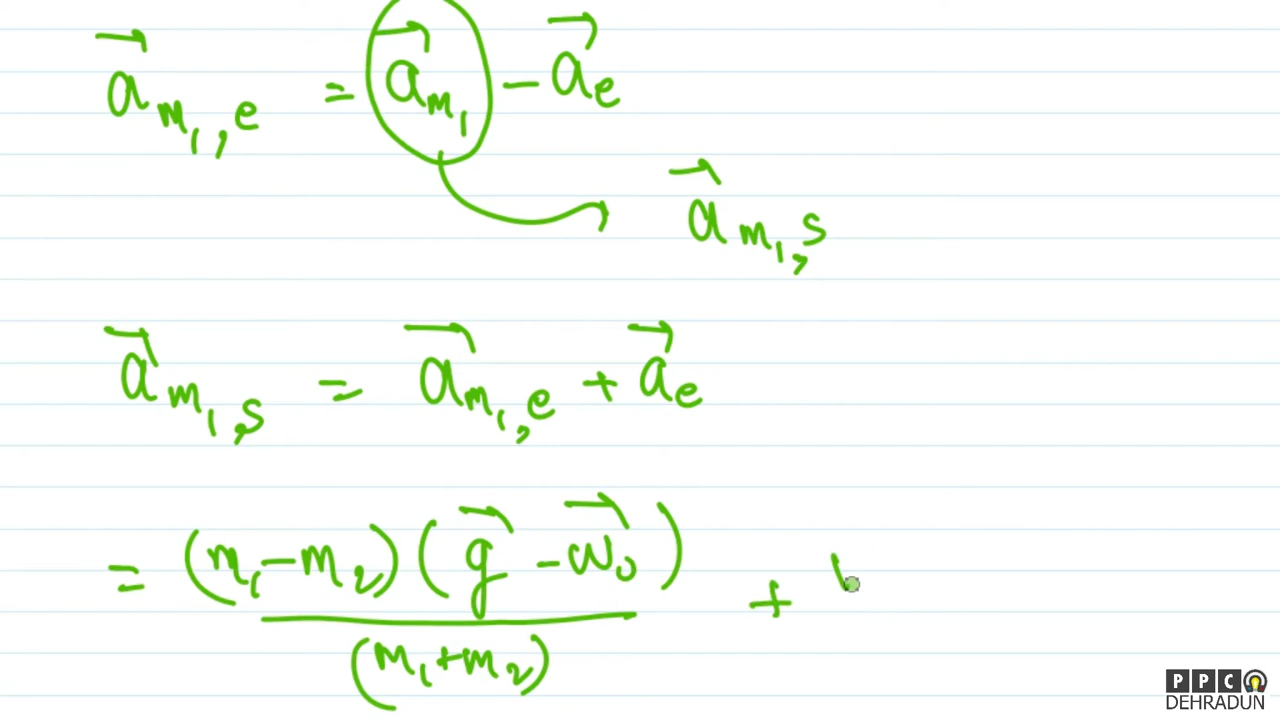 a⃗ₘ₁,ₑ = a⃗ₘ₁ − a⃗ₑ
a⃗ₘ₁,ₛ
a⃗ₘ₁,ₛ = a⃗ₘ₁,ₑ + a⃗ₑ
= (m₁−m₂)(g⃗ − w⃗₀) +
(m₁+m₂)
PPC
DEHRADUN